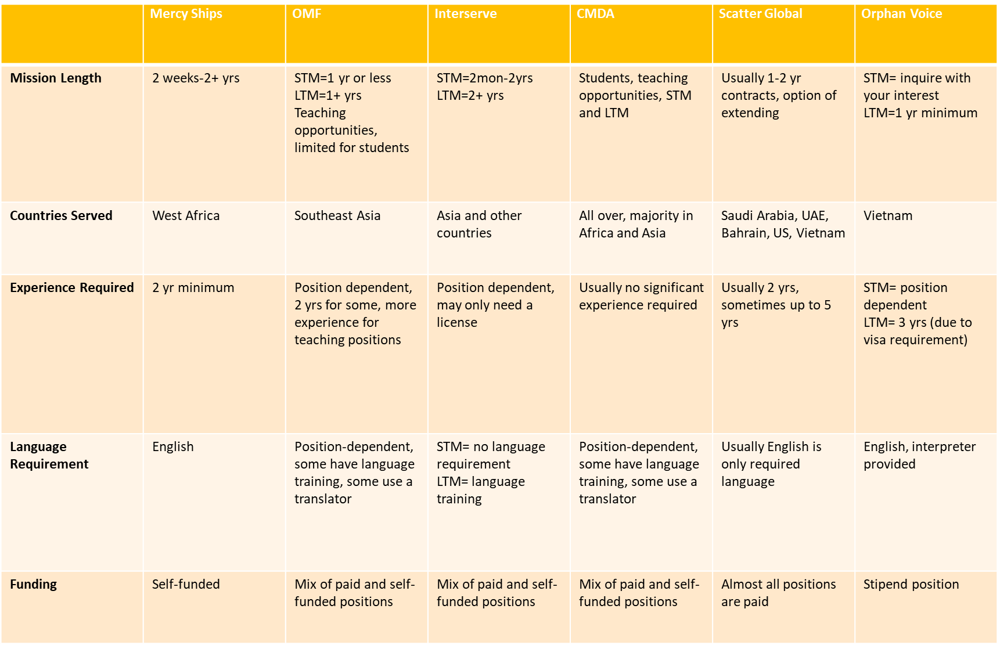 Mercy Ships
OMF
Interserve
CMDA
Scatter Global
Orphan Voice
Mission Length
2 weeks-2+ yrs
STM=1 yr or less
LTM=1+ yrs
Teaching
opportunities,
limited for students
STM=2mon-2yrs
LTM=2+ yrs
Students, teaching
opportunities, STM
and LTM
Usually 1-2 yr
contracts, option of
extending
STM= inquire with
your interest
LTM=1 yr minimum
Countries Served
West Africa
Southeast Asia
Asia and other
countries
All over, majority in
Africa and Asia
Saudi Arabia, UAE,
Bahrain, US, Vietnam
Vietnam
Experience Required
2 yr minimum
Position dependent,
2 yrs for some, more
experience for
teaching positions
Position dependent,
may only need a
license
Usually no significant
experience required
Usually 2 yrs,
sometimes up to 5
yrs
STM= position
dependent
LTM= 3 yrs (due to
visa requirement)
Language
Requirement
English
Position-dependent,
some have language
training, some use a
translator
STM= no language
requirement
LTM= language
training
Position-dependent,
some have language
training, some use a
translator
Usually English is
only required
language
English, interpreter
provided
Funding
Self-funded
Mix of paid and self-
funded positions
Mix of paid and self-
funded positions
Mix of paid and self-
funded positions
Almost all positions
are paid
Stipend position